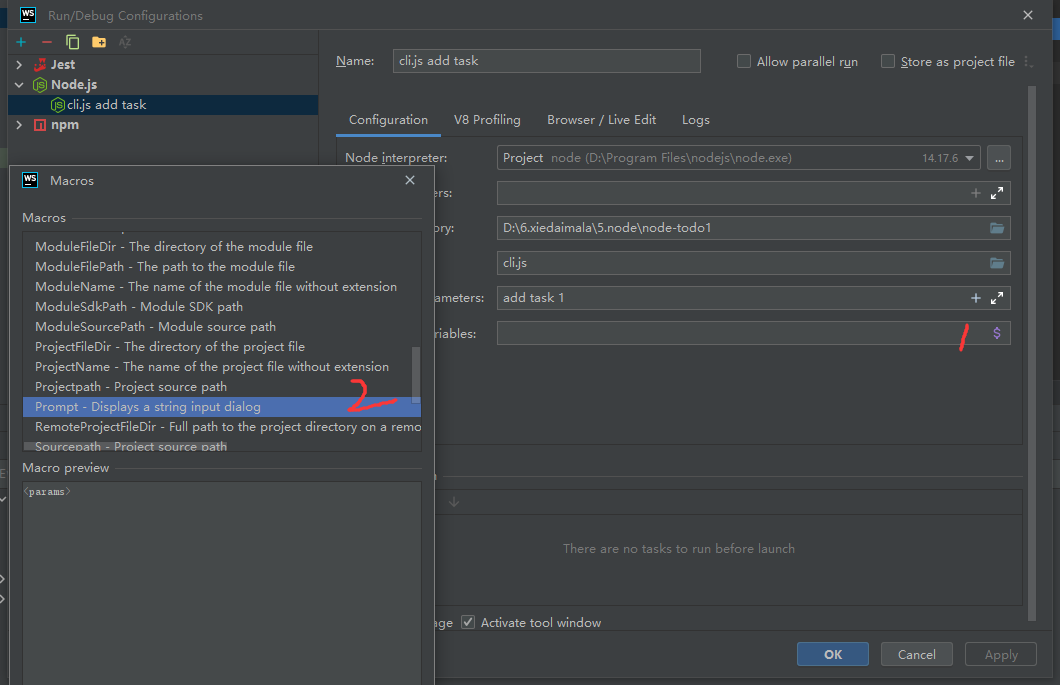 WS Run/Debug Configurations
Jest
Node.js
cli.js add task
npm
Name: cli.js add task
Allow parallel run
Store as project file
Configuration V8 Profiling Browser / Live Edit Logs
Node interpreter: Project node (D:\Program Files\nodejs\node.exe) 14.17.6 ...
ers:
ory: D:\6.xiedaimala\5.node\node-todo1
cli.js
ameters: add task 1
riables: 1 $
There are no tasks to run before launch
age Activate tool window
OK Cancel Apply
WS Macros
Macros
ModuleFileDir - The directory of the module file
ModuleFilePath - The path to the module file
ModuleName - The name of the module file without extension
ModuleSdkPath - Module SDK path
ModuleSourcePath - Module source path
ProjectFileDir - The directory of the project file
ProjectName - The name of the project file without extension
Projectpath - Project source path
Prompt - Displays a string input dialog 2
RemoteProjectFileDir - Full path to the project directory on a remo
Sourcepath - Project source path
Macro preview
<params>